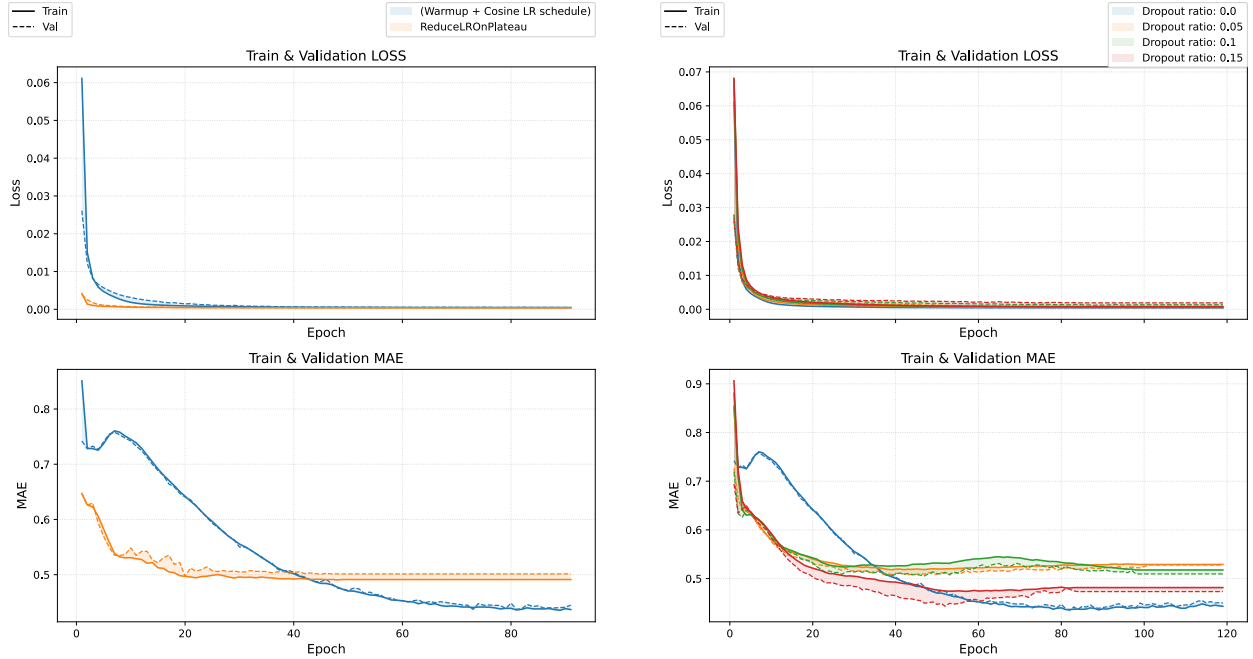 Train
Val
(Warmup + Cosine LR schedule)
ReduceLROnPlateau
Train & Validation LOSS
0.06
0.05
0.04
0.03
0.02
0.01
0.00
Loss
Epoch
Train & Validation MAE
0.8
0.7
0.6
0.5
MAE
0
20
40
60
80
Epoch
Train
Val
Dropout ratio: 0.0
Dropout ratio: 0.05
Dropout ratio: 0.1
Dropout ratio: 0.15
Train & Validation LOSS
0.07
0.06
0.05
0.04
0.03
0.02
0.01
0.00
Loss
Epoch
Train & Validation MAE
0.9
0.8
0.7
0.6
0.5
MAE
0
20
40
60
80
100
120
Epoch